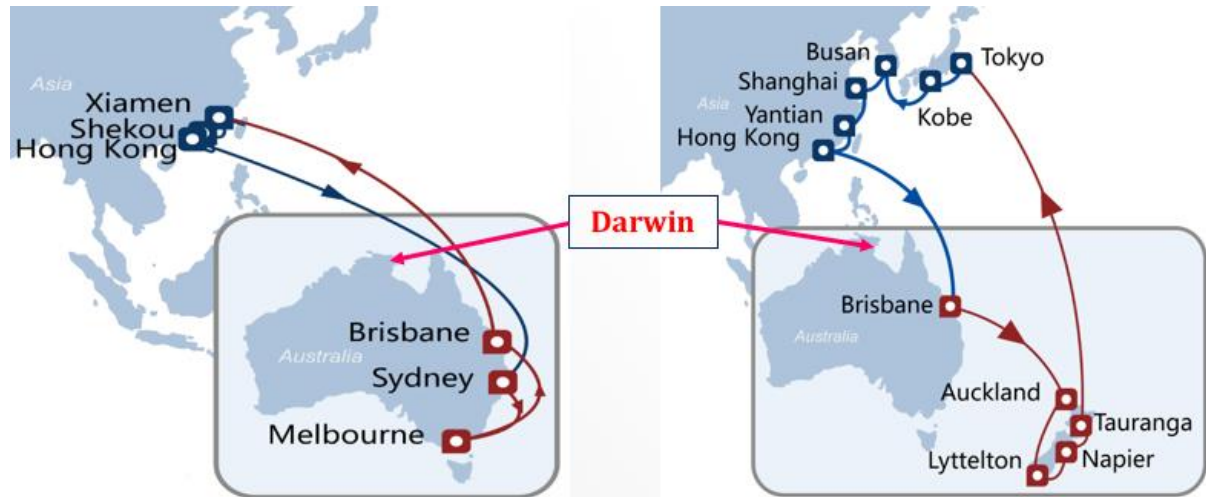 Asia
Xiamen
Shekou
Hong Kong
Australia
Brisbane
Sydney
Melbourne
Darwin
Busan
Tokyo
Shanghai
Asia
Kobe
Yantian
Hong Kong
Brisbane
Australia
Auckland
Tauranga
Lyttelton
Napier